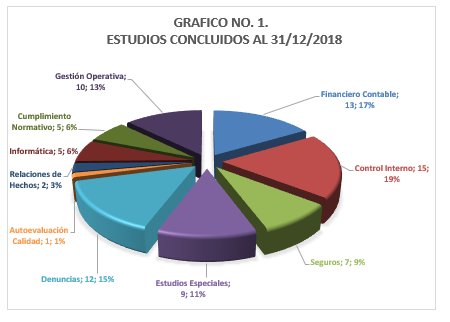 GRAFICO NO. 1.
ESTUDIOS CONCLUIDOS AL 31/12/2018
Gestión Operativa;
10; 13%
Financiero Contable;
13; 17%
Cumplimiento
Normativo; 5; 6%
Informática; 5; 6%
Relaciones de
Hechos; 2; 3%
Control Interno; 15;
19%
Autoevaluación
Calidad; 1; 1%
Denuncias; 12; 15%
Estudios Especiales;
9; 11%
Seguros; 7; 9%